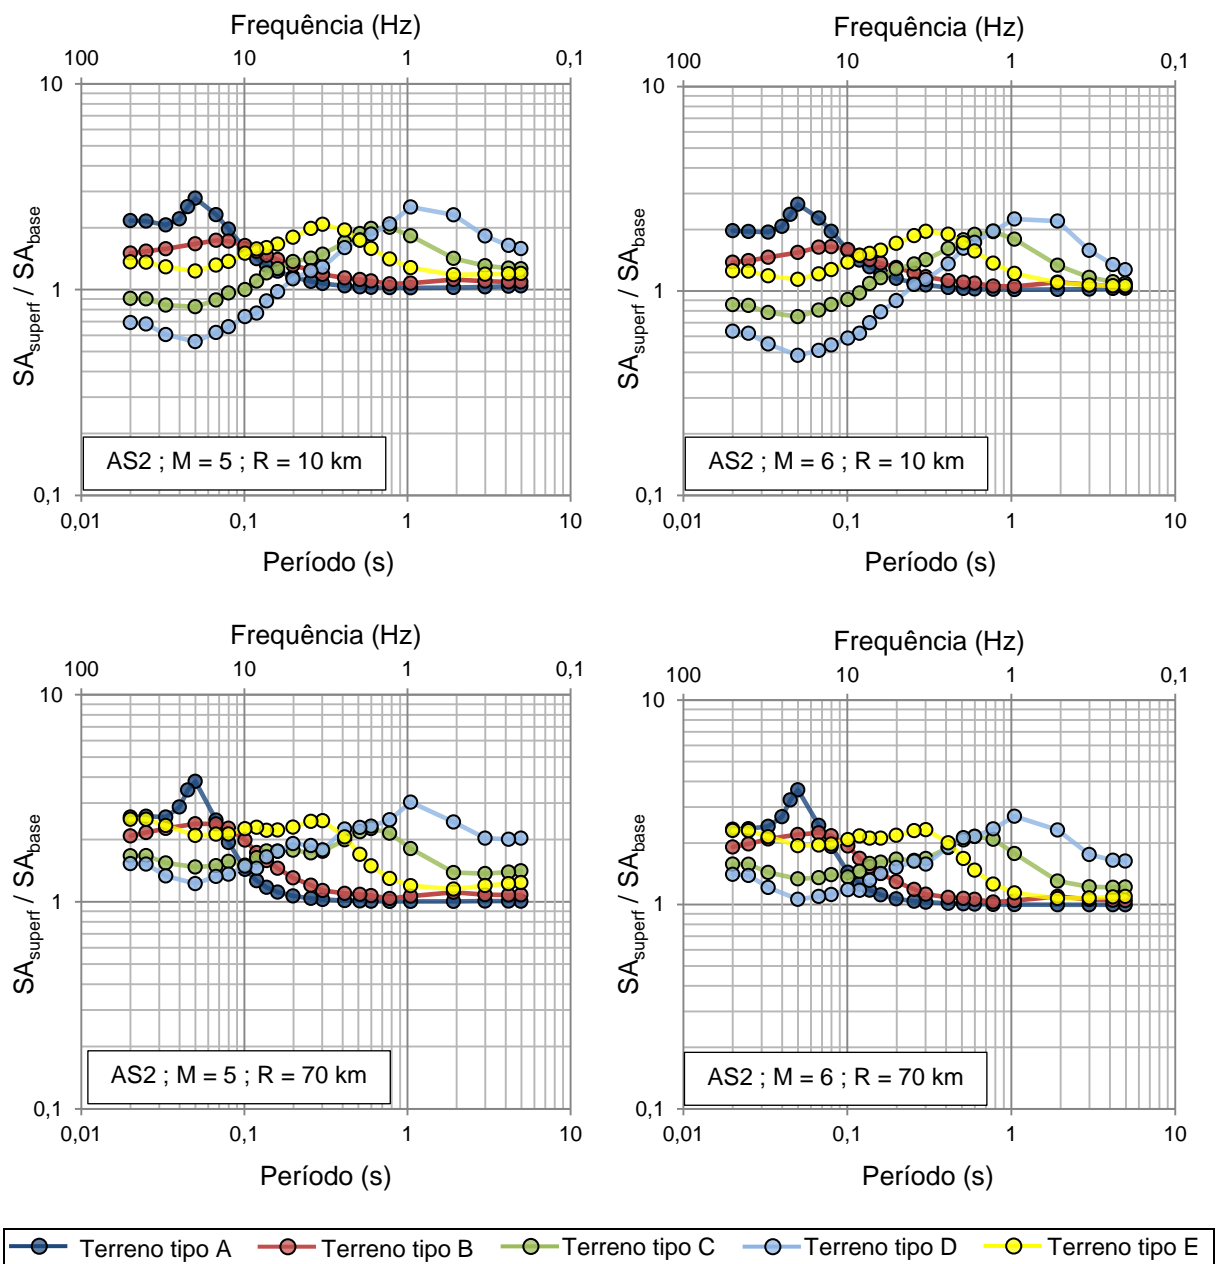 Frequência (Hz)
100 10 1 0,1
10
1
0,1
SAsuperf / SAbase
AS2 ; M = 5 ; R = 10 km
0,01 0,1 1 10
Período (s)
Frequência (Hz)
100 10 1 0,1
10
1
0,1
SAsuperf / SAbase
AS2 ; M = 6 ; R = 10 km
0,01 0,1 1 10
Período (s)
Frequência (Hz)
100 10 1 0,1
10
1
0,1
SAsuperf / SAbase
AS2 ; M = 5 ; R = 70 km
0,01 0,1 1 10
Período (s)
Frequência (Hz)
100 10 1 0,1
10
1
0,1
SAsuperf / SAbase
AS2 ; M = 6 ; R = 70 km
0,01 0,1 1 10
Período (s)
Terreno tipo A Terreno tipo B Terreno tipo C Terreno tipo D Terreno tipo E